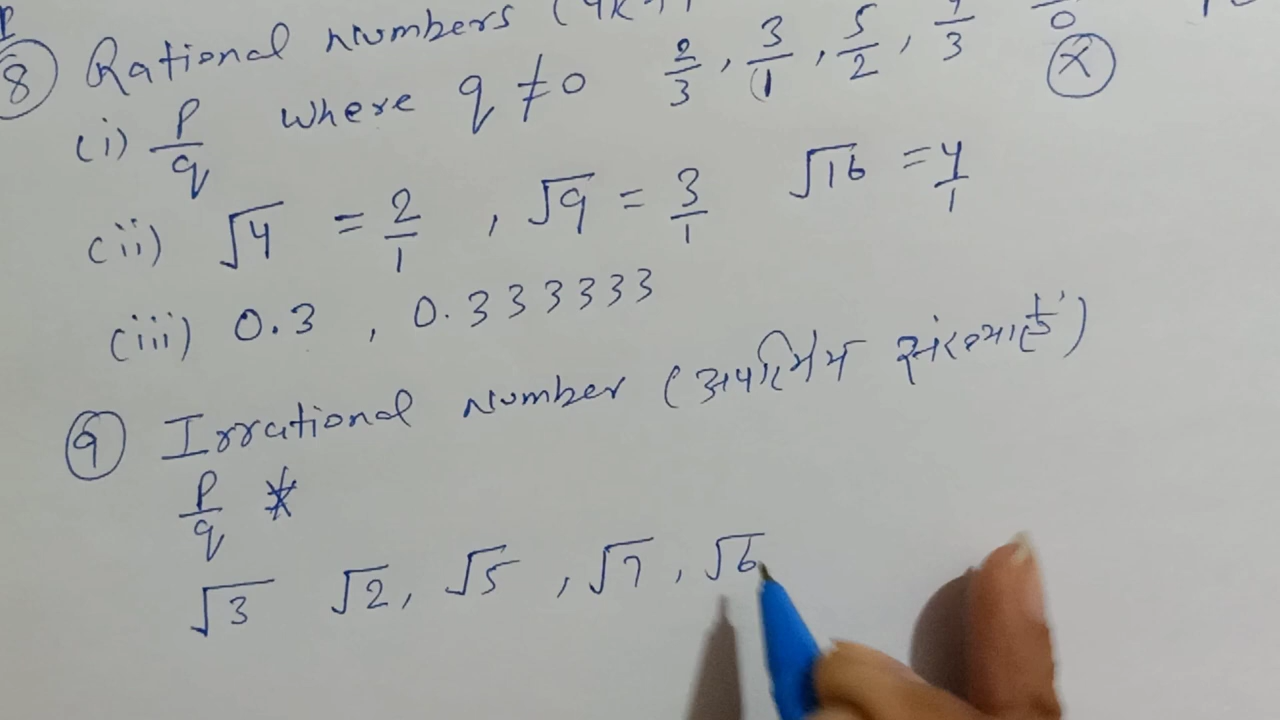 8 Rational Numbers (
(i) p/q where q ≠ 0 2/3, 3/1, 5/2, /3 /0 x
(ii) √4 = 2/1, √9 = 3/1 √16 = 4/1
(iii) 0.3, 0.333333
9 Irrational Number (अपरिमेय संख्याएँ)
p/q *
√3 √2, √5, √7, √6